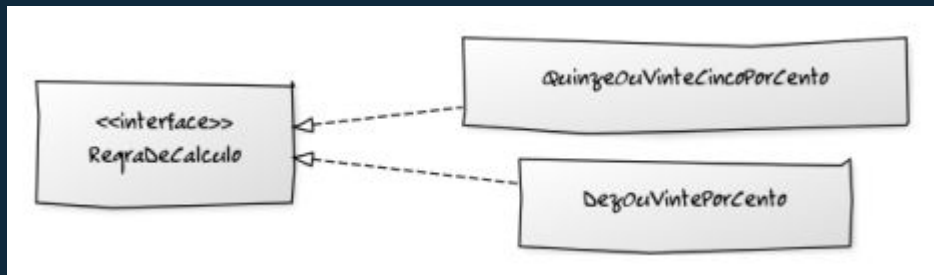 <<interface>>
RegraDeCalculo
QuinzeOuVinteCincoPorCento
DezOuVintePorCento